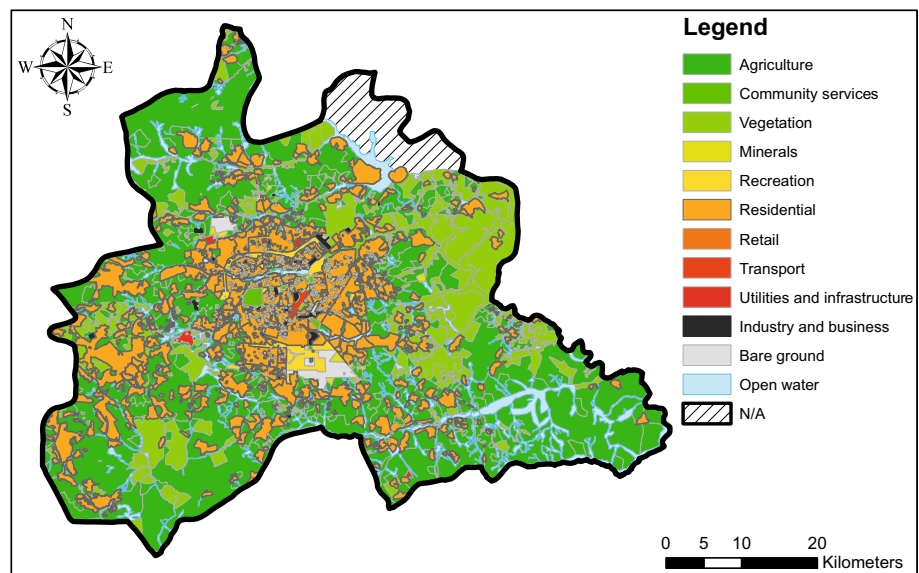 N
W E
S
Legend
Agriculture
Community services
Vegetation
Minerals
Recreation
Residential
Retail
Transport
Utilities and infrastructure
Industry and business
Bare ground
Open water
N/A
0 5 10 20
Kilometers